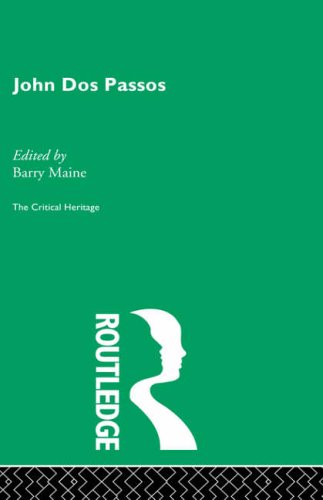 John Dos Passos
Edited by
Barry Maine
The Critical Heritage
ROUTLEDGE